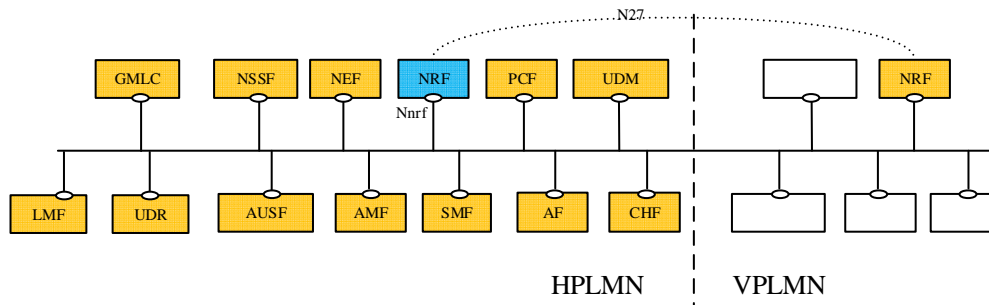 N27
GMLC NSSF NEF NRF PCF UDM NRF
Nnrf
LMF UDR AUSF AMF SMF AF CHF
HPLMN VPLMN